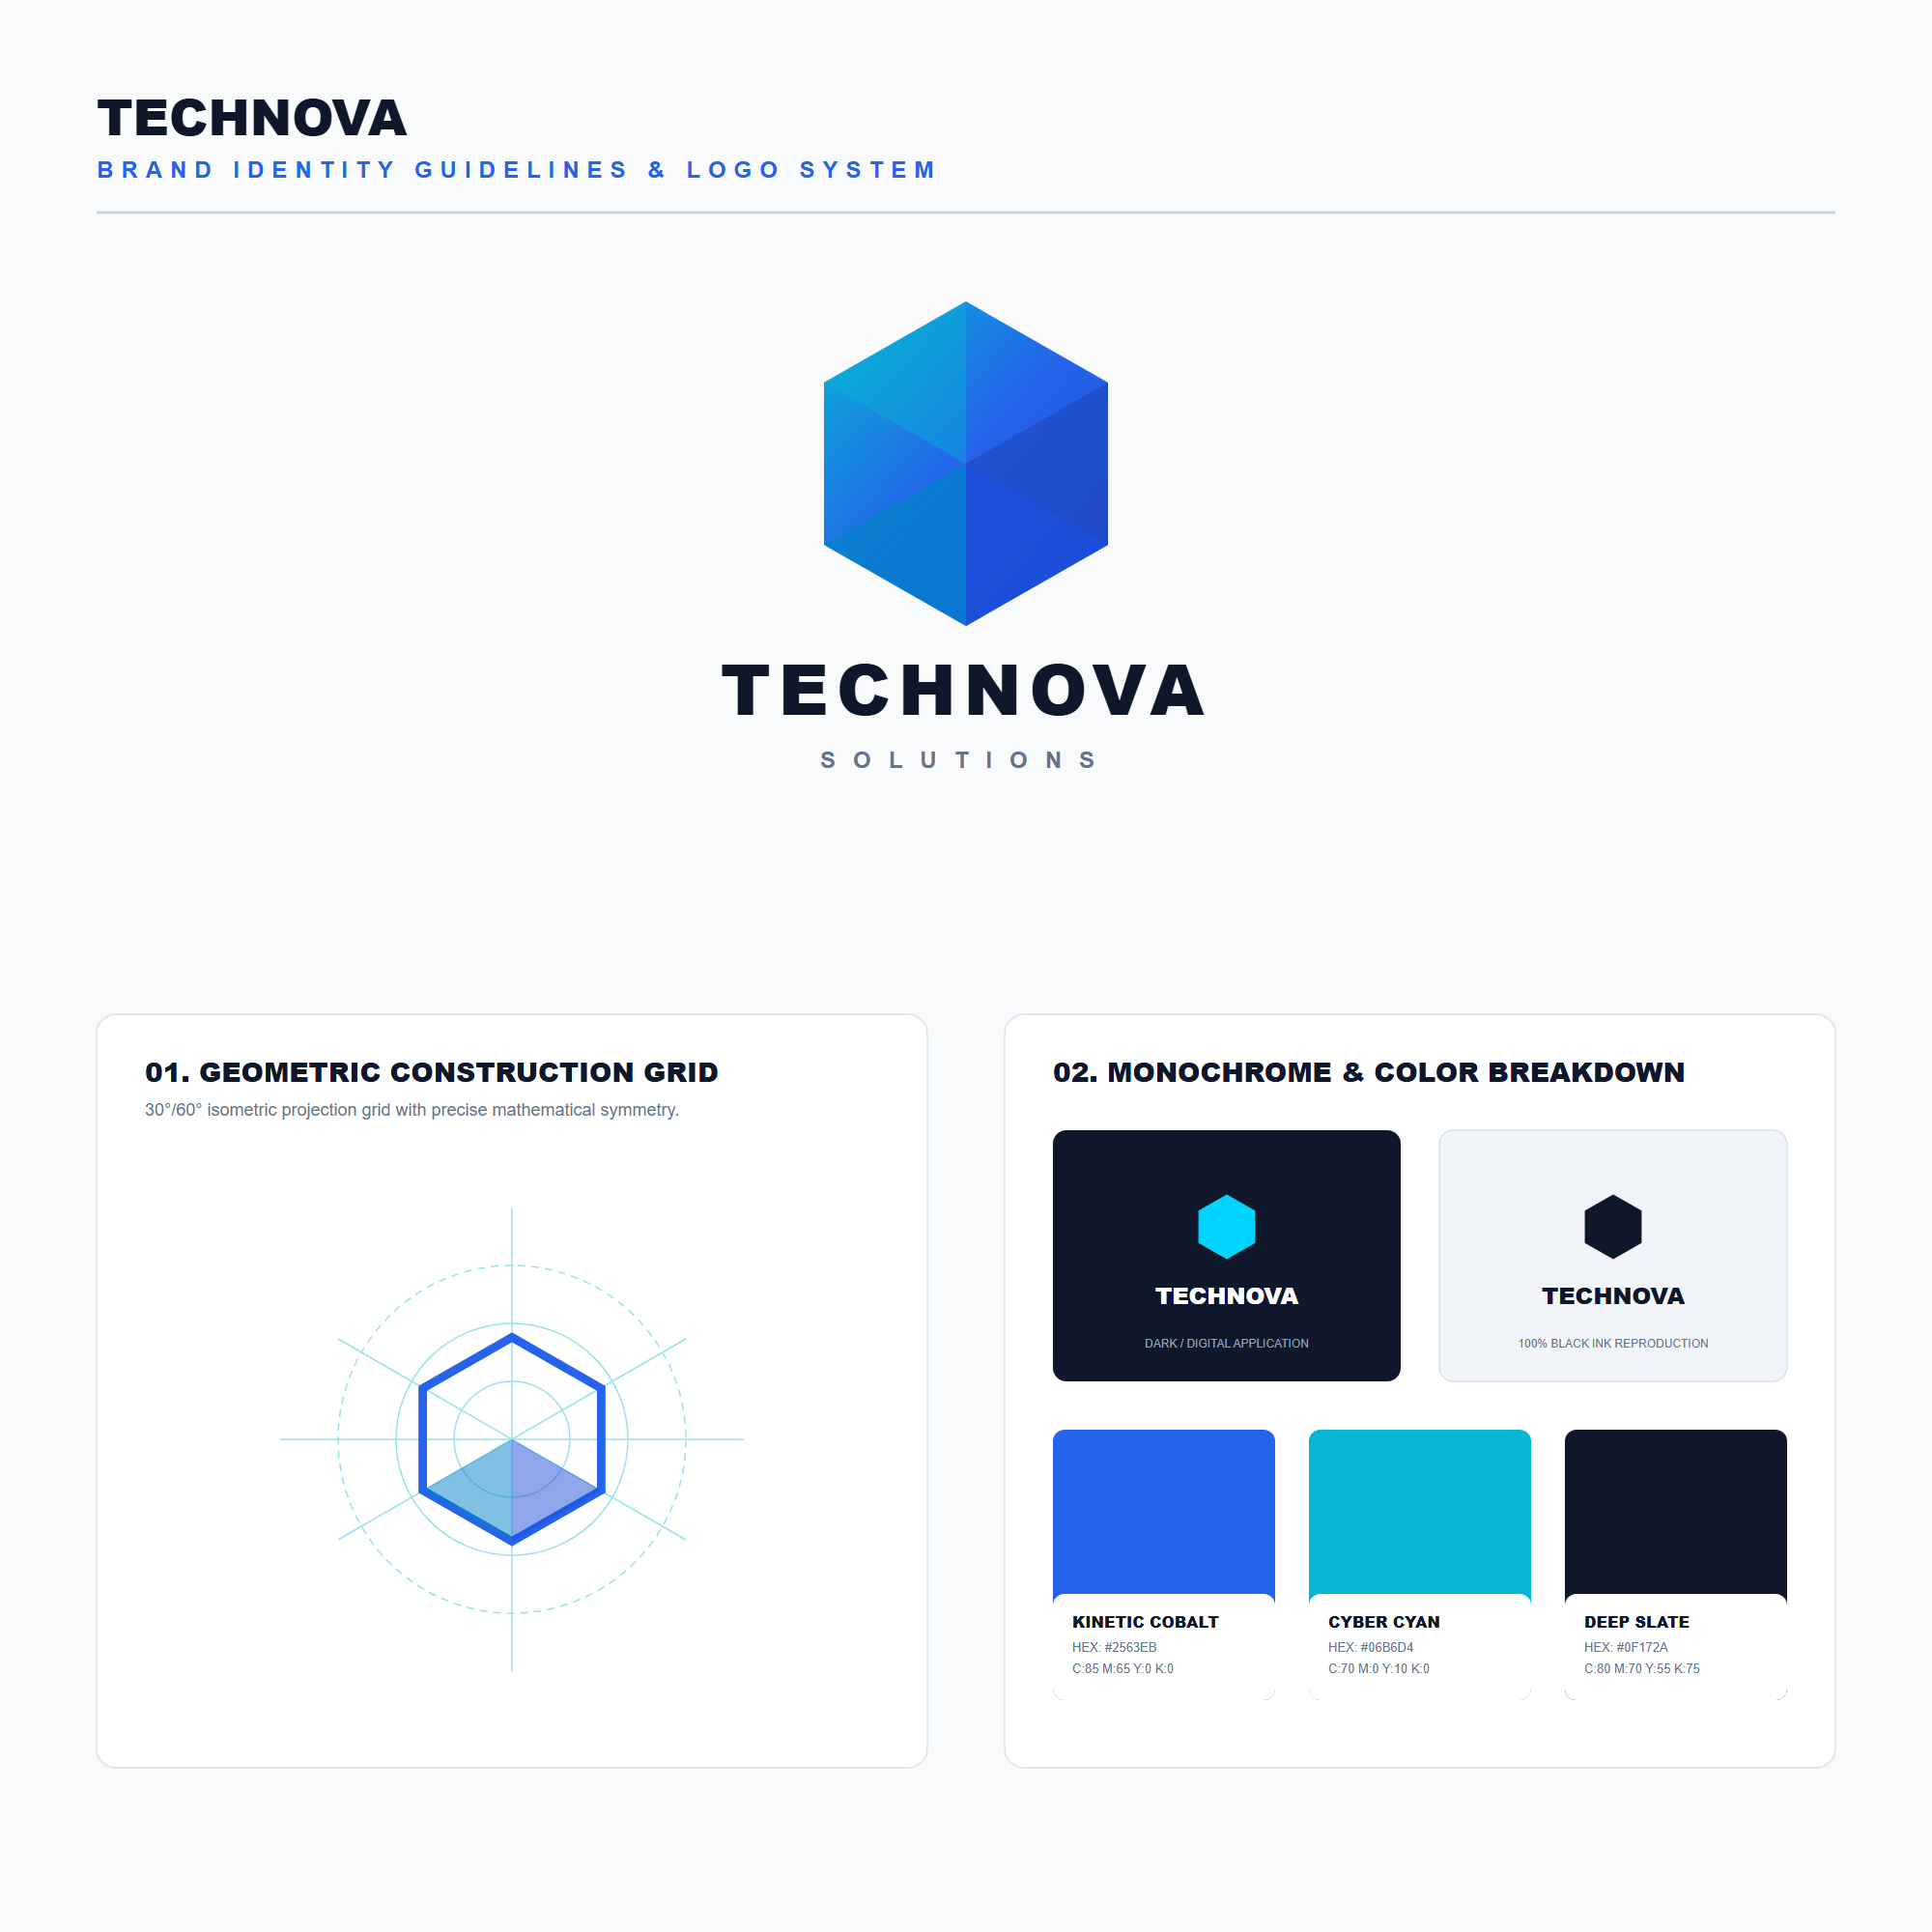 TECHNOVA
BRAND IDENTITY GUIDELINES & LOGO SYSTEM
TECHNOVA
SOLUTIONS
01. GEOMETRIC CONSTRUCTION GRID
30°/60° isometric projection grid with precise mathematical symmetry.
02. MONOCHROME & COLOR BREAKDOWN
TECHNOVA
DARK / DIGITAL APPLICATION
TECHNOVA
100% BLACK INK REPRODUCTION
KINETIC COBALT
HEX: #2563EB
C:85 M:65 Y:0 K:0
CYBER CYAN
HEX: #06B6D4
C:70 M:0 Y:10 K:0
DEEP SLATE
HEX: #0F172A
C:80 M:70 Y:55 K:75